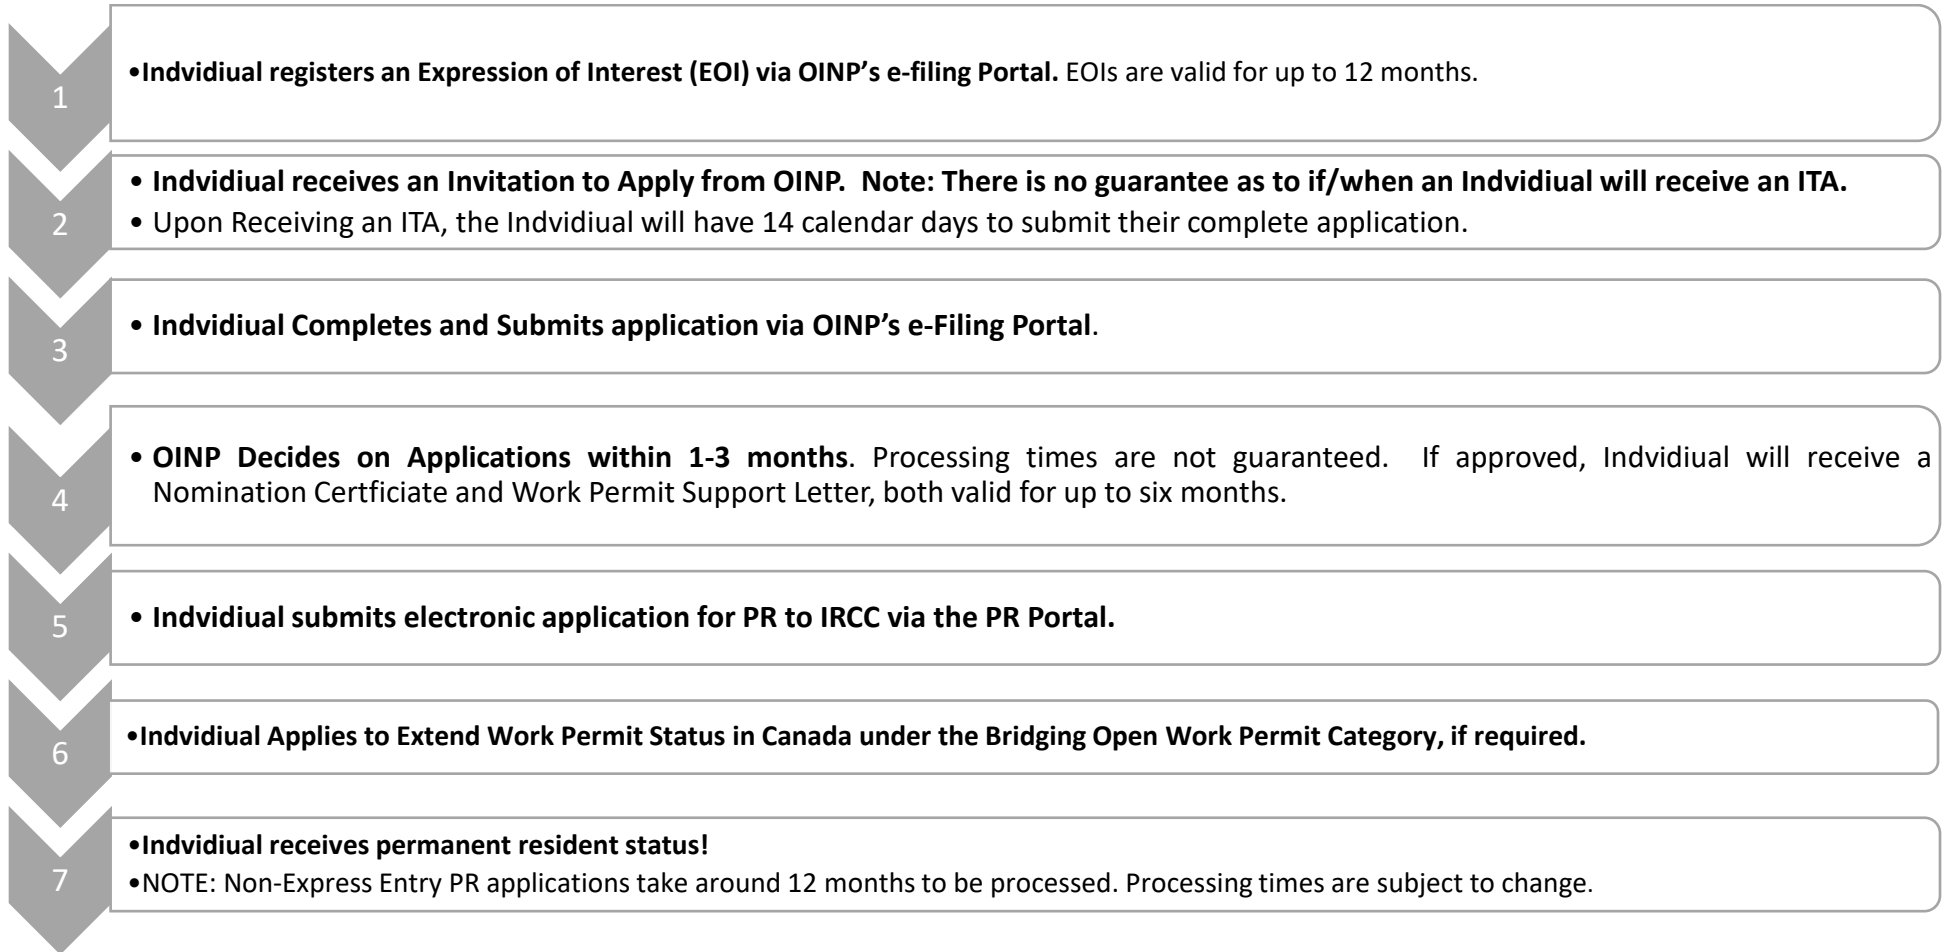 1
•Indvidiual registers an Expression of Interest (EOI) via OINP’s e-filing Portal. EOIs are valid for up to 12 months.
2
• Indvidiual receives an Invitation to Apply from OINP.  Note: There is no guarantee as to if/when an Indvidiual will receive an ITA.
• Upon Receiving an ITA, the Indvidiual will have 14 calendar days to submit their complete application.
3
• Indvidiual Completes and Submits application via OINP’s e-Filing Portal.
4
• OINP Decides on Applications within 1-3 months. Processing times are not guaranteed.  If approved, Indvidiual will receive a
Nomination Certficiate and Work Permit Support Letter, both valid for up to six months.
5
• Indvidiual submits electronic application for PR to IRCC via the PR Portal.
6
•Indvidiual Applies to Extend Work Permit Status in Canada under the Bridging Open Work Permit Category, if required.
7
•Indvidiual receives permanent resident status!
•NOTE: Non-Express Entry PR applications take around 12 months to be processed. Processing times are subject to change.